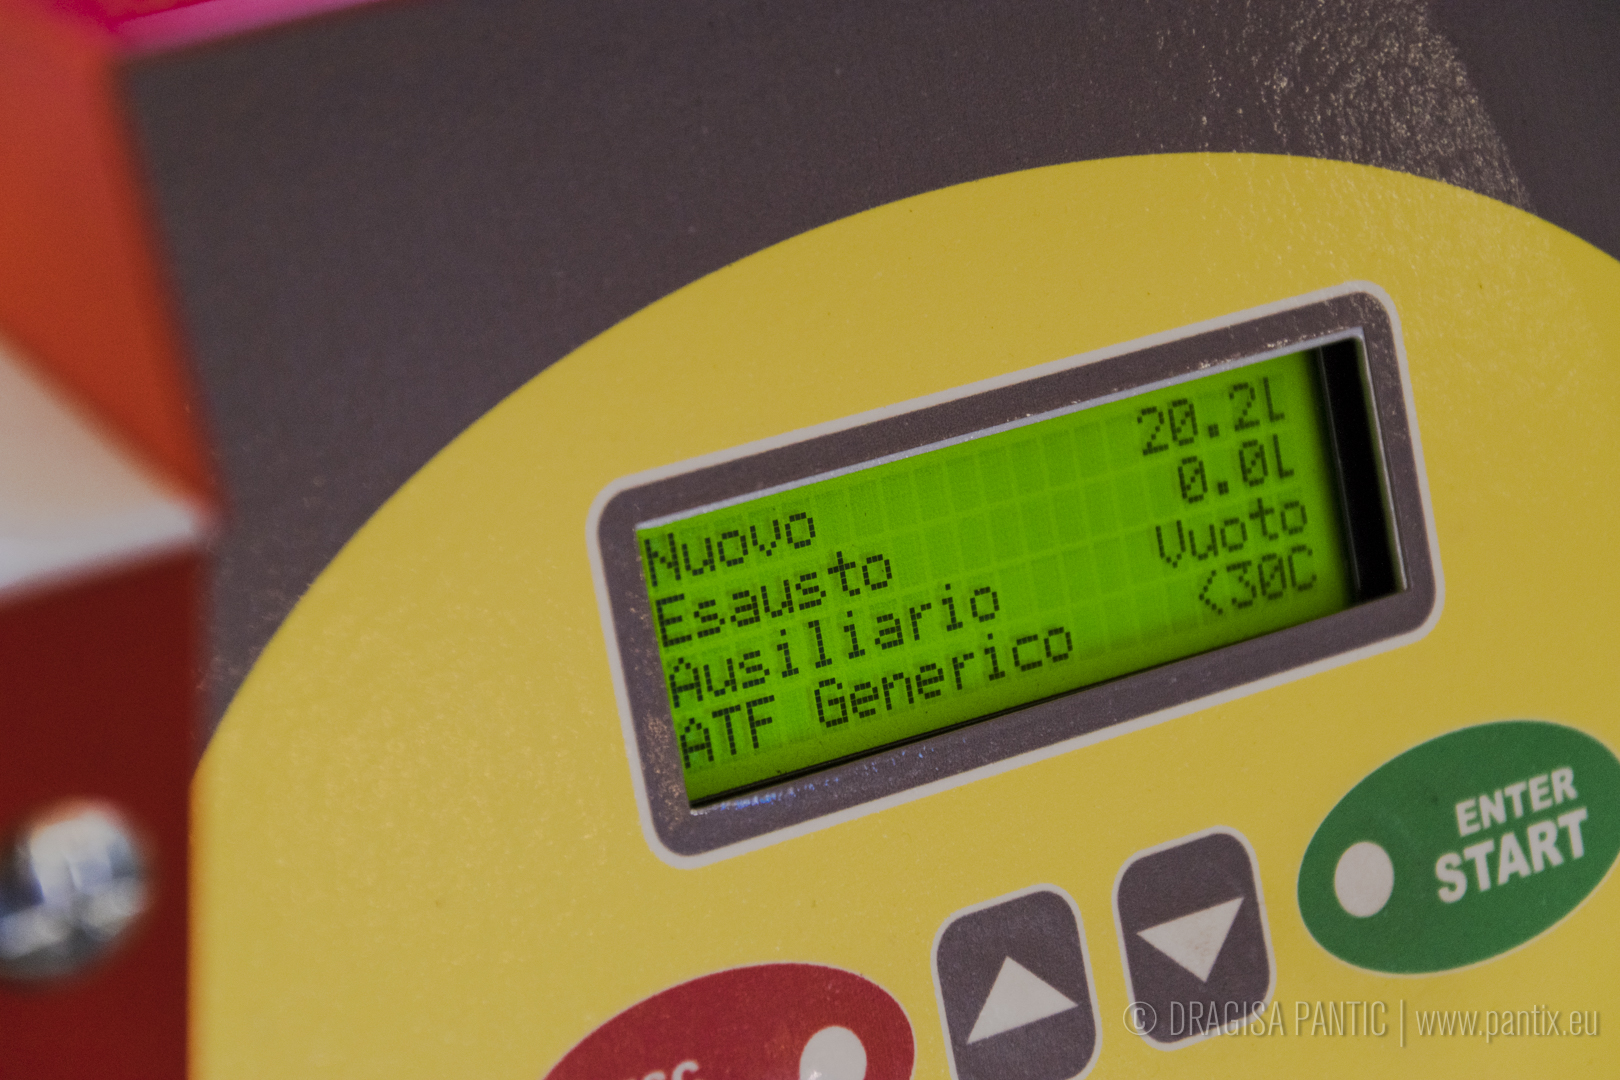 Nuovo 20.2L
Esausto 0.0L
Ausiliario Vuoto
ATF Generico <30C
ENTER
START
© DRAGISA PANTIC | www.pantix.eu